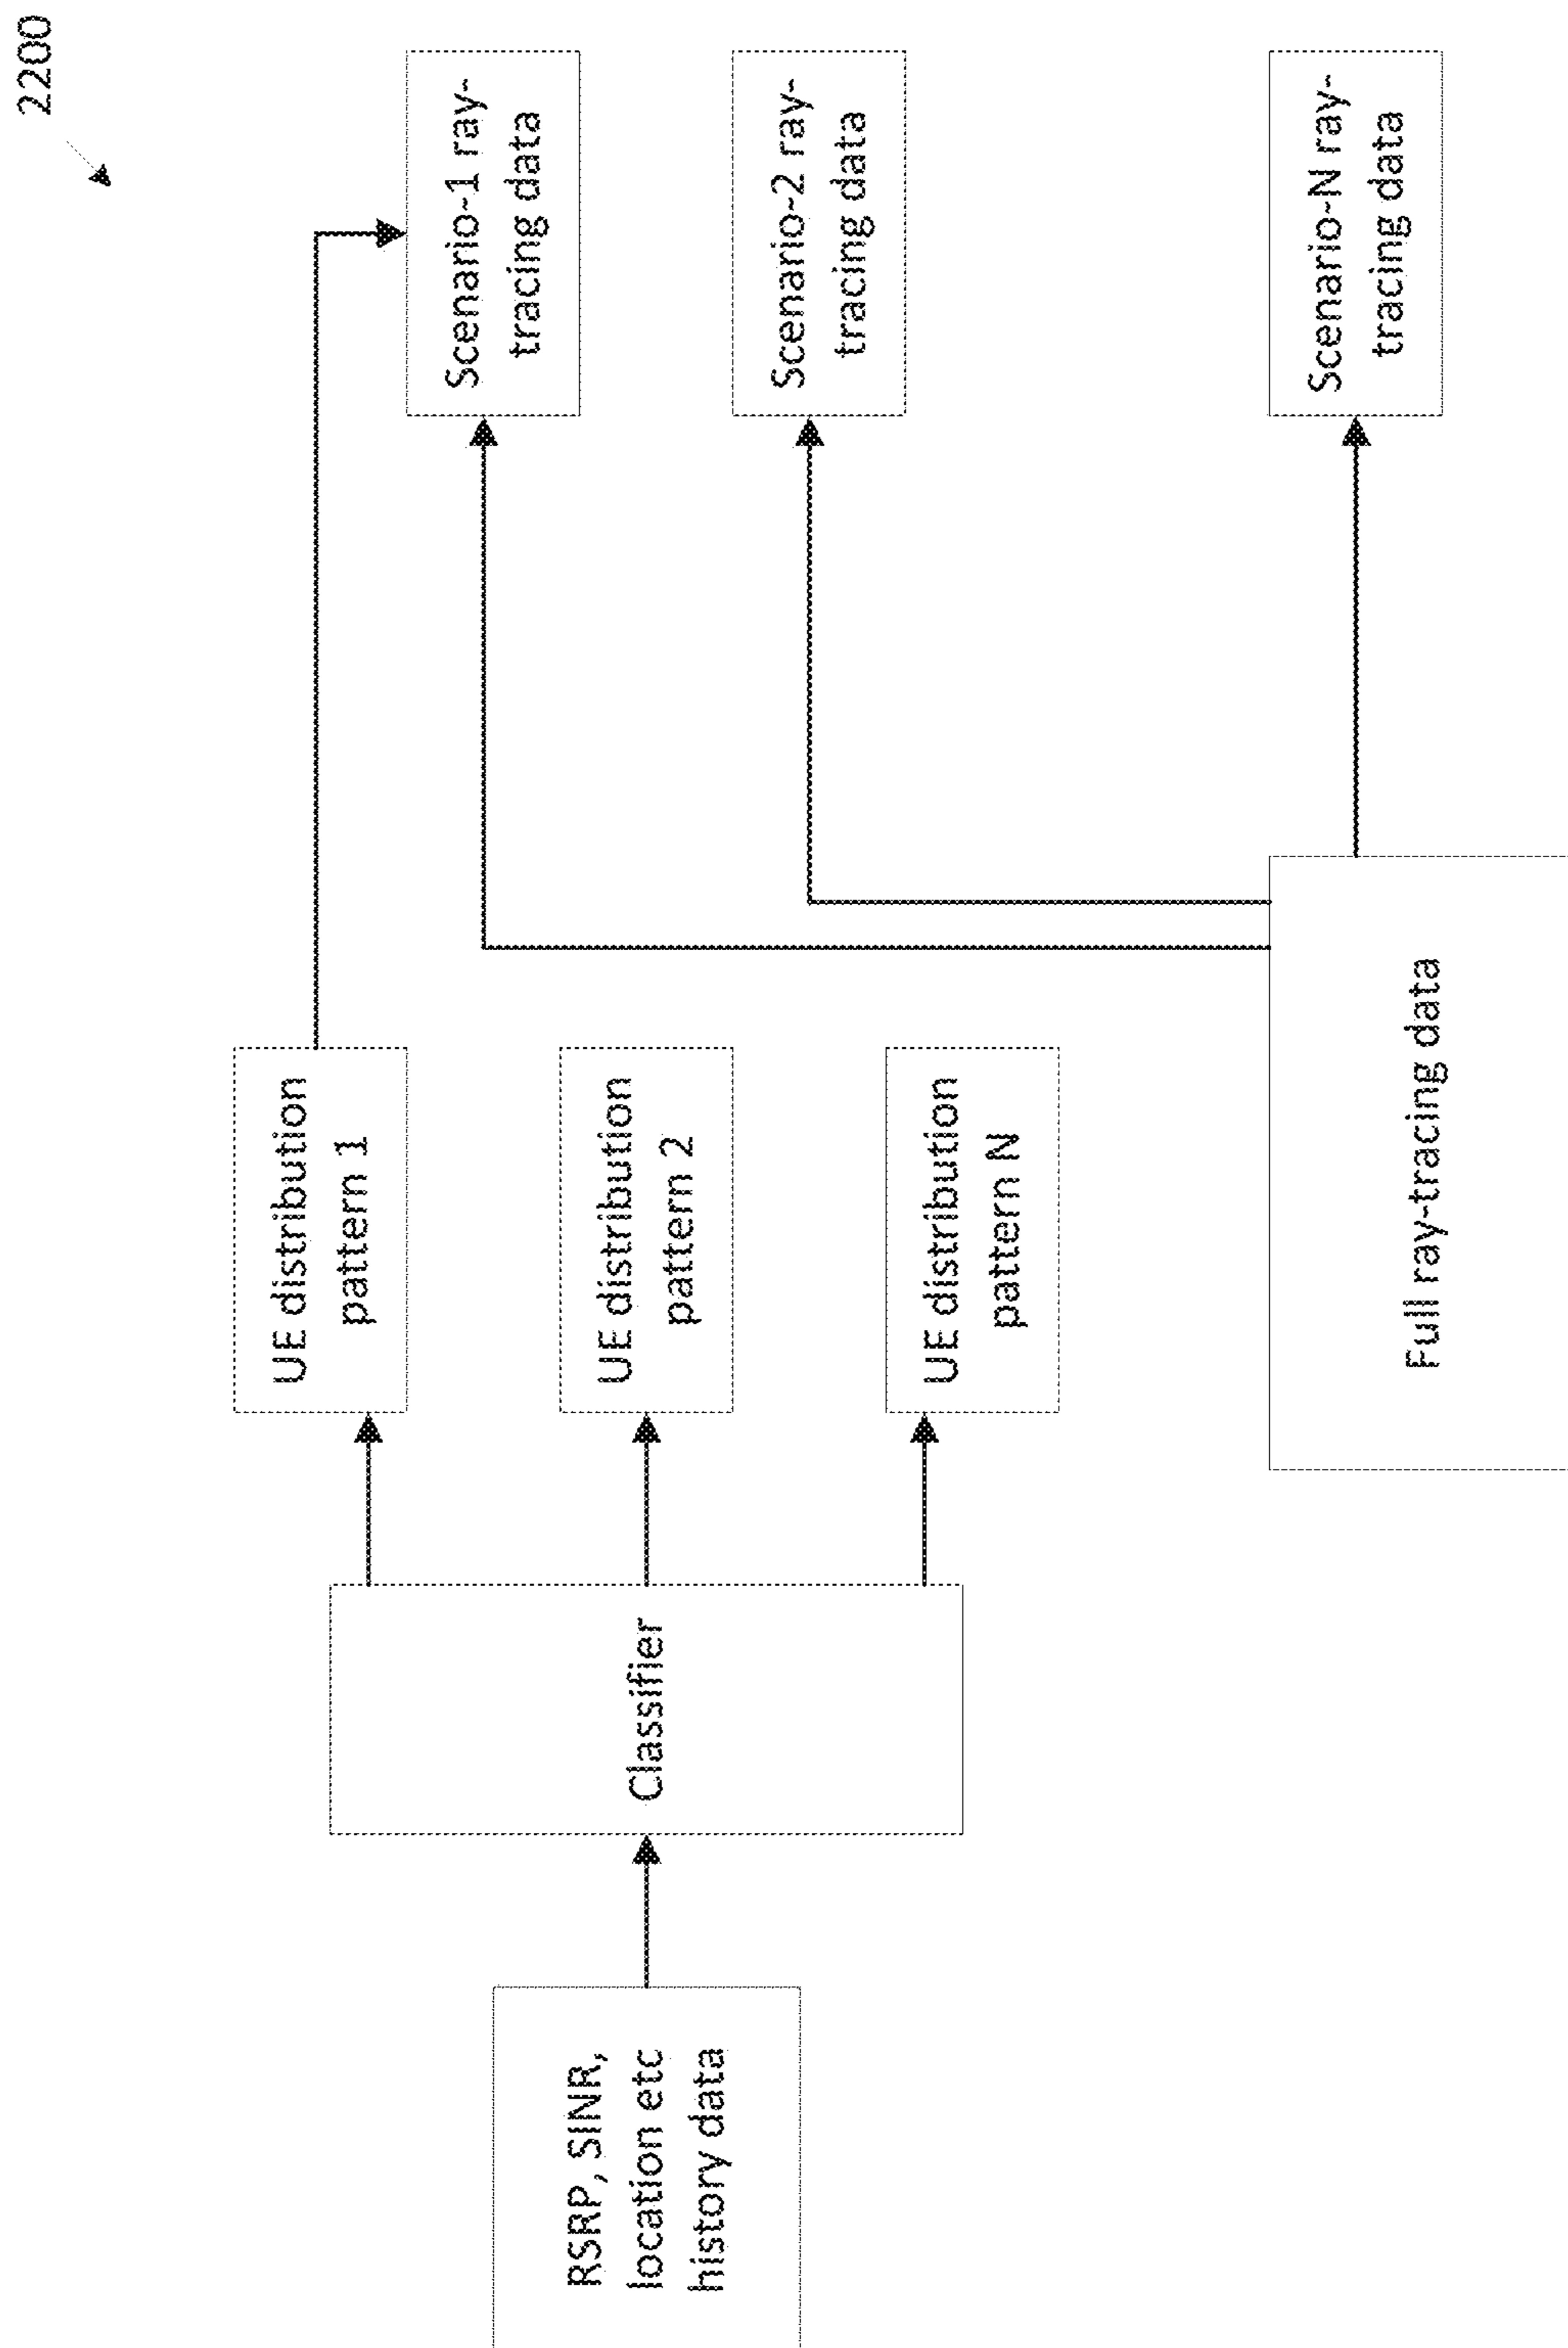 2200
RSRP, SINR,
location etc
history data
Classifier
UE distribution
pattern 1
UE distribution
pattern 2
UE distribution
pattern N
Full ray-tracing data
Scenario-1 ray-
tracing data
Scenario-2 ray-
tracing data
Scenario-N ray-
tracing data